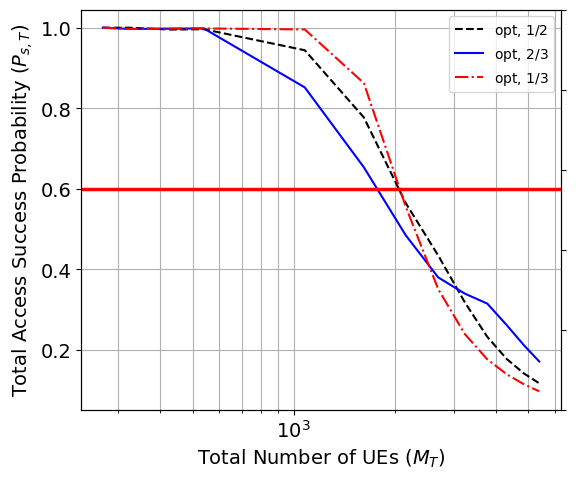 Total Access Success Probability ($P_{s,T}$)
1.0
0.8
0.6
0.4
0.2
opt, 1/2
opt, 2/3
opt, 1/3
$10^3$
Total Number of UEs ($M_T$)